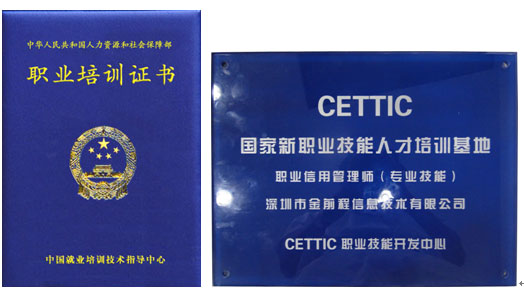 中华人民共和国人力资源和社会保障部
职业培训证书
中国就业培训技术指导中心
CETTIC
国家新职业技能人才培训基地
职业信用管理师（专业技能）
深圳市金前程信息技术有限公司
CETTIC 职业技能开发中心